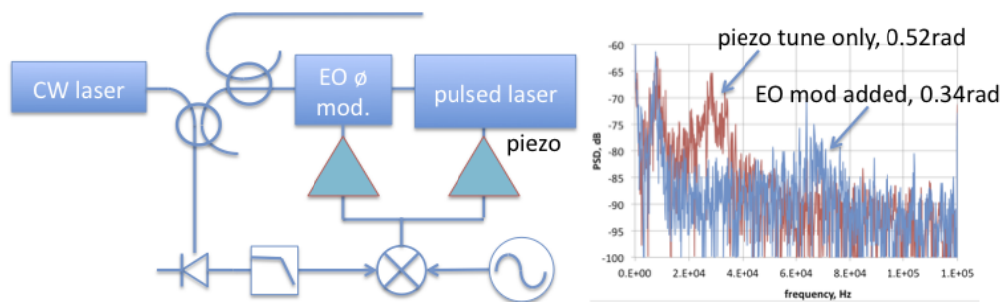 CW laser
EO ø
mod.
pulsed laser
piezo
piezo tune only, 0.52rad
EO mod added, 0.34rad
PSD, dB
-60
-65
-70
-75
-80
-85
-90
-95
-100
0.E+00 2.E+04 4.E+04 6.E+04 8.E+04 1.E+05 1.E+05
frequency, Hz